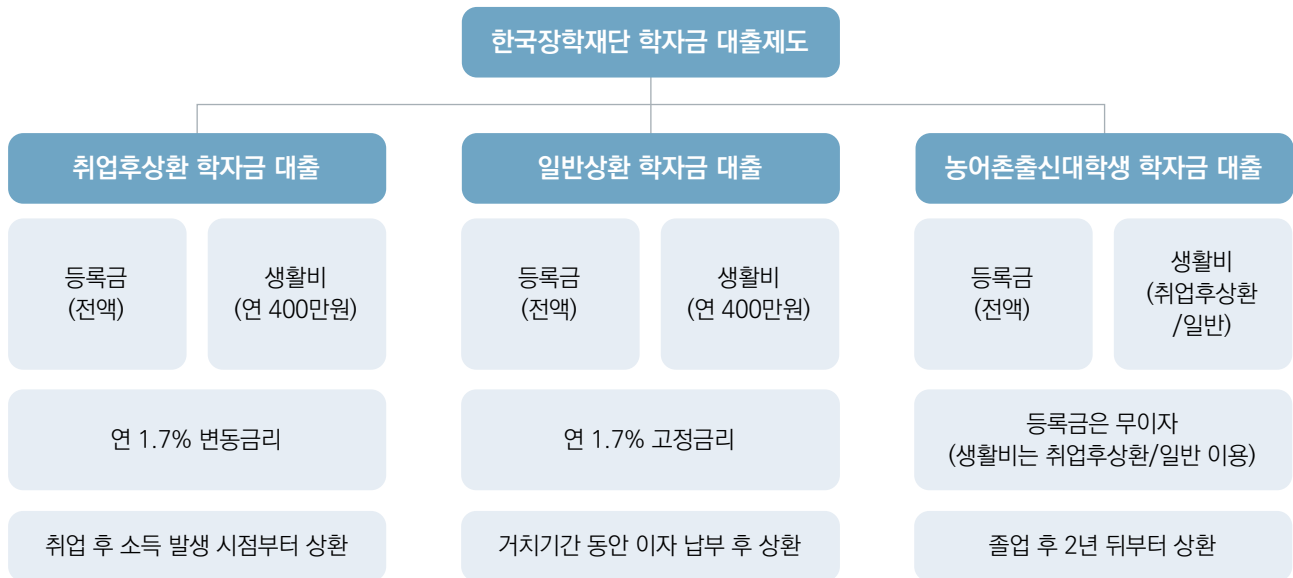 한국장학재단 학자금 대출제도
취업후상환 학자금 대출
등록금
(전액)
생활비
(연 400만원)
연 1.7% 변동금리
취업 후 소득 발생 시점부터 상환
일반상환 학자금 대출
등록금
(전액)
생활비
(연 400만원)
연 1.7% 고정금리
거치기간 동안 이자 납부 후 상환
농어촌출신대학생 학자금 대출
등록금
(전액)
생활비
(취업후상환
/일반)
등록금은 무이자
(생활비는 취업후상환/일반 이용)
졸업 후 2년 뒤부터 상환